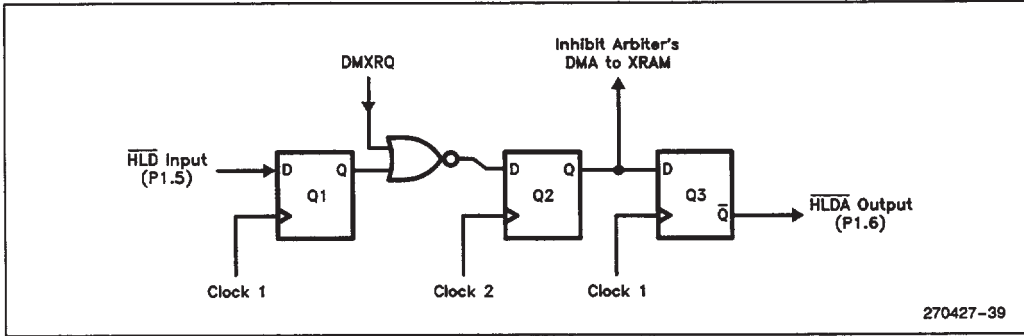 Inhibit Arbiter's
DMA to XRAM
DMXRQ
HLD Input
(P1.5)
D Q
Q1
D Q
Q2
D
Q3
Q
HLDA Output
(P1.6)
Clock 1
Clock 2
Clock 1
270427-39